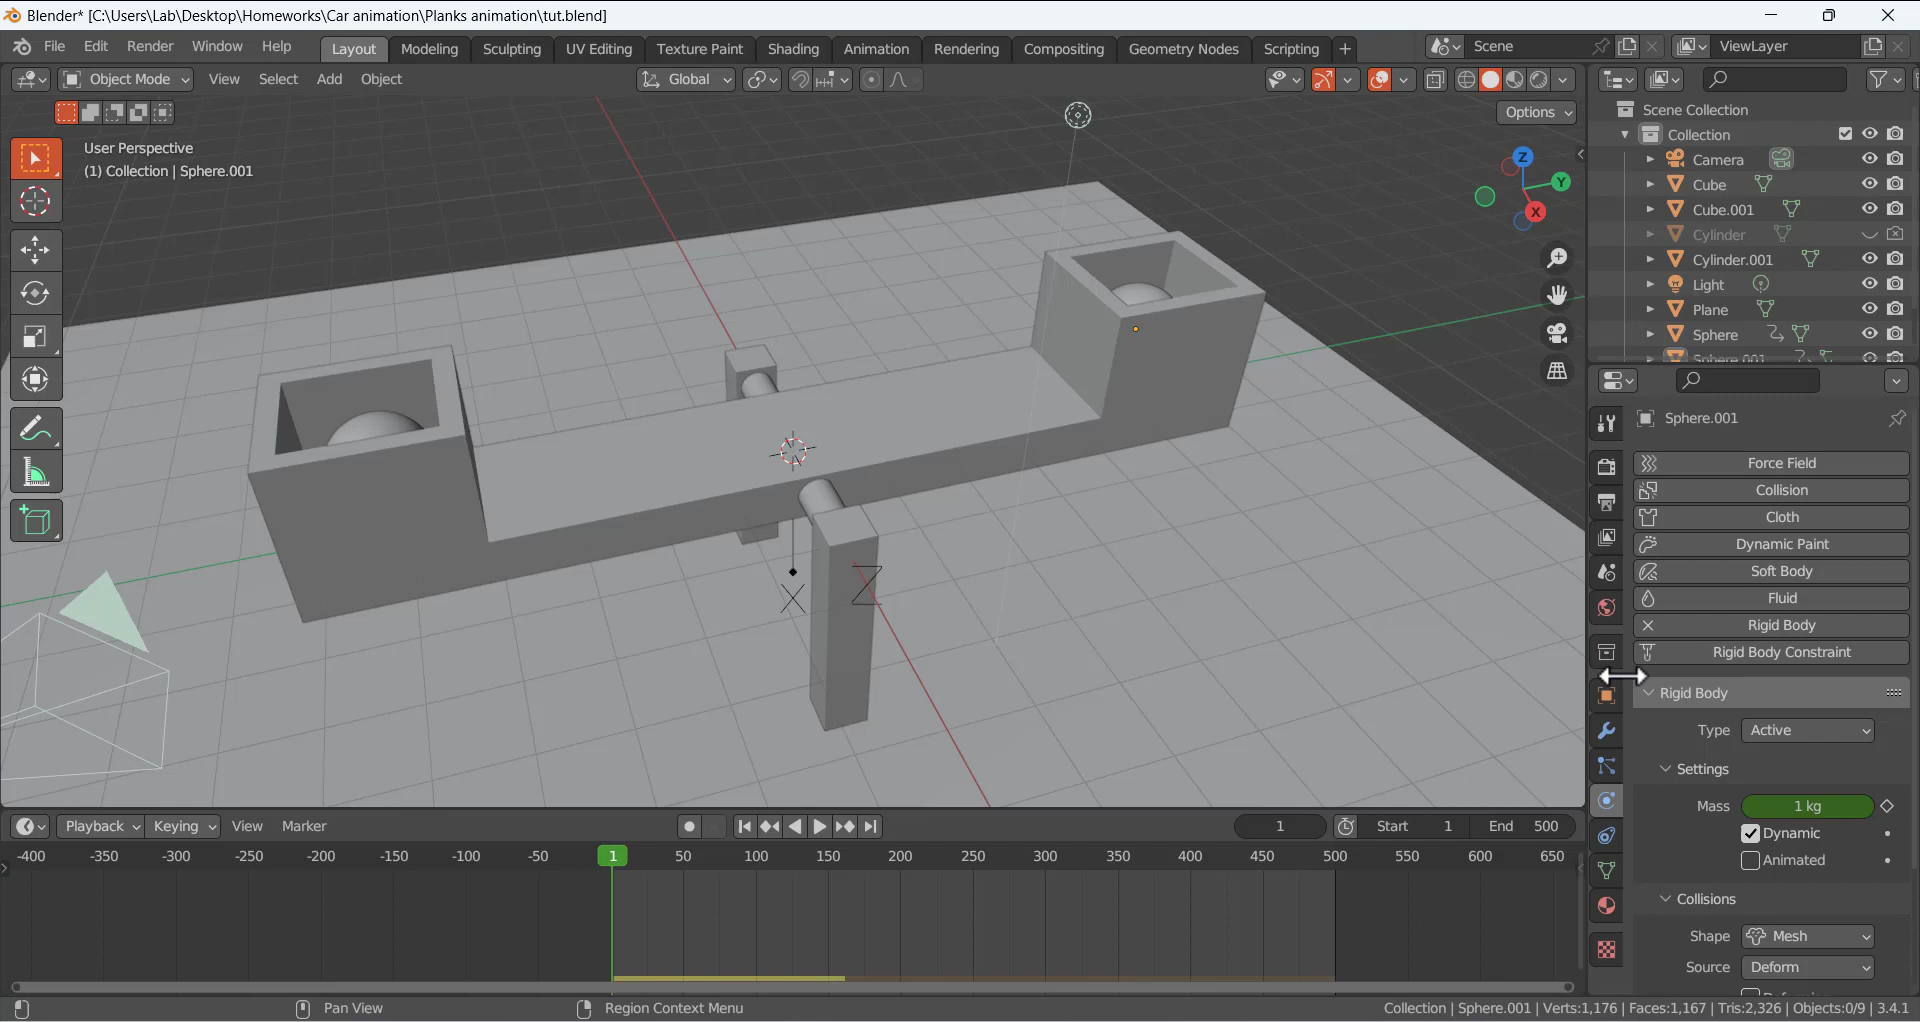 Blender* [C:\Users\Lab\Desktop\Homeworks\Car animation\Planks animation\tut.blend]
File Edit Render Window Help Layout Modeling Sculpting UV Editing Texture Paint Shading Animation Rendering Compositing Geometry Nodes Scripting + Scene ViewLayer
Object Mode View Select Add Object Global
Options
User Perspective
(1) Collection | Sphere.001
Z
Y
X
Scene Collection
Collection
Camera
Cube
Cube.001
Cylinder
Cylinder.001
Light
Plane
Sphere
Sphere.001
Sphere.001
Force Field
Collision
Cloth
Dynamic Paint
Soft Body
Fluid
Rigid Body
Rigid Body Constraint
Rigid Body
Type Active
Settings
Mass 1 kg
Dynamic
Animated
Collisions
Shape Mesh
Source Deform
Playback Keying View Marker 1 Start 1 End 500
-400 -350 -300 -250 -200 -150 -100 -50 1 50 100 150 200 250 300 350 400 450 500 550 600 650
Pan View Region Context Menu Collection | Sphere.001 | Verts:1,176 | Faces:1,167 | Tris:2,326 | Objects:0/9 | 3.4.1